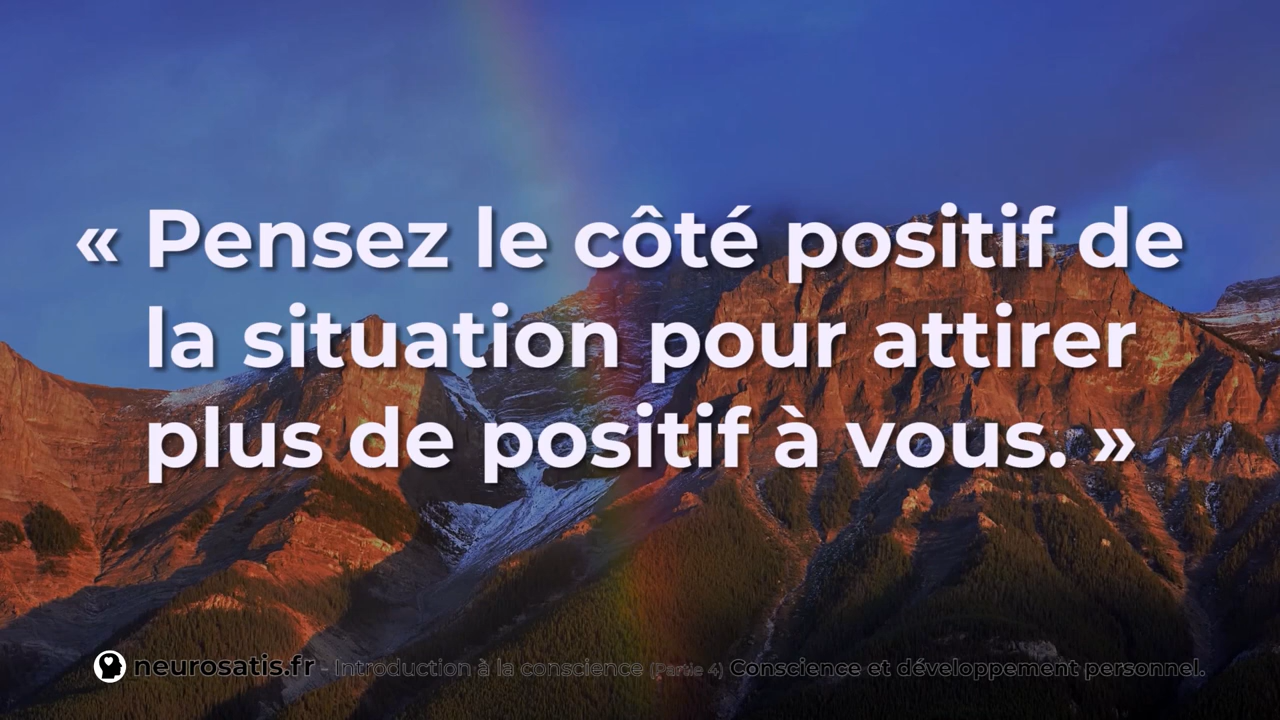 « Pensez le côté positif de
la situation pour attirer
plus de positif à vous. »
neurosatis.fr - Introduction à la conscience (Partie 4) Conscience et développement personnel.